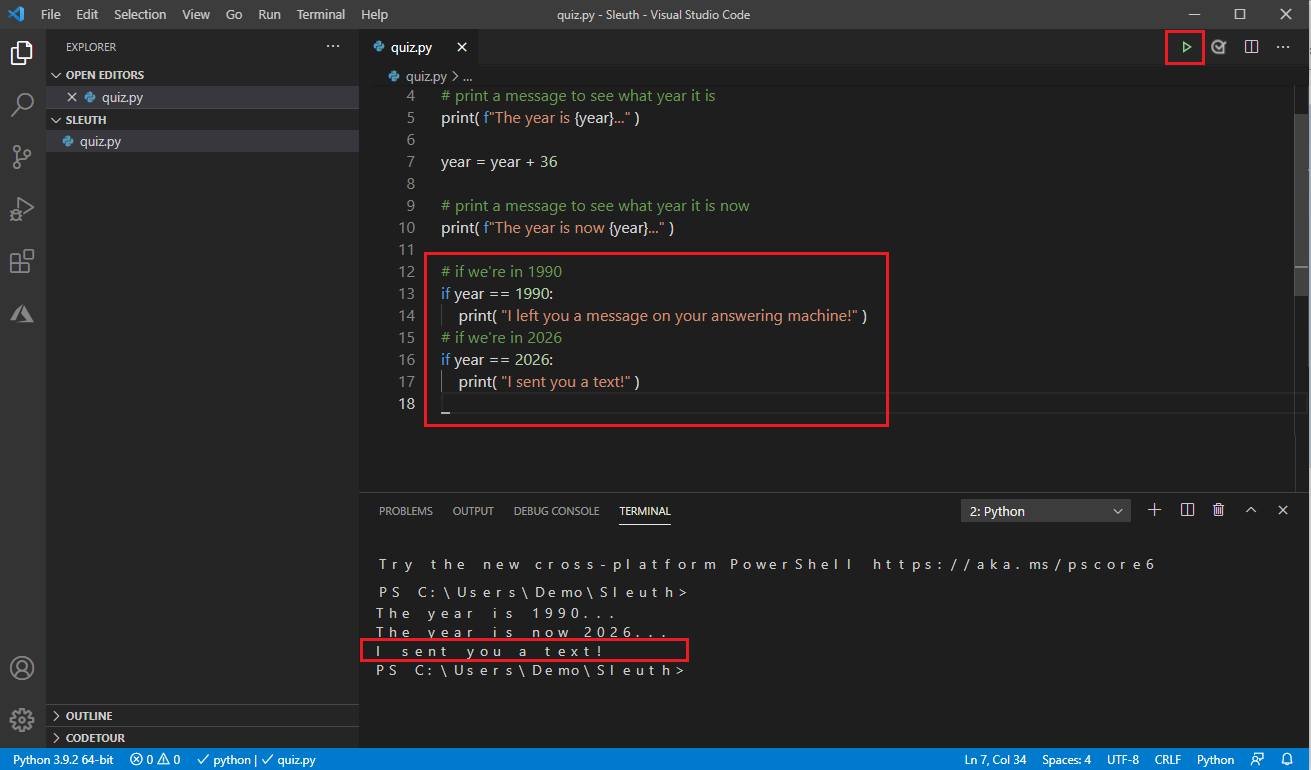 File Edit Selection View Go Run Terminal Help quiz.py - Sleuth - Visual Studio Code
EXPLORER
OPEN EDITORS
quiz.py
SLEUTH
quiz.py
OUTLINE
CODETOUR
quiz.py
quiz.py > ...
4 # print a message to see what year it is
5 print( f"The year is {year}..." )
6
7 year = year + 36
8
9 # print a message to see what year it is now
10 print( f"The year is now {year}..." )
11
12 # if we're in 1990
13 if year == 1990:
14 print( "I left you a message on your answering machine!" )
15 # if we're in 2026
16 if year == 2026:
17 print( "I sent you a text!" )
18
PROBLEMS OUTPUT DEBUG CONSOLE TERMINAL 2: Python
Try the new cross-platform PowerShell https://aka.ms/pscore6
PS C:\Users\Demo\Sleuth>
The year is 1990...
The year is now 2026...
I sent you a text!
PS C:\Users\Demo\Sleuth>
Python 3.9.2 64-bit 0 0 python | quiz.py Ln 7, Col 34 Spaces: 4 UTF-8 CRLF Python